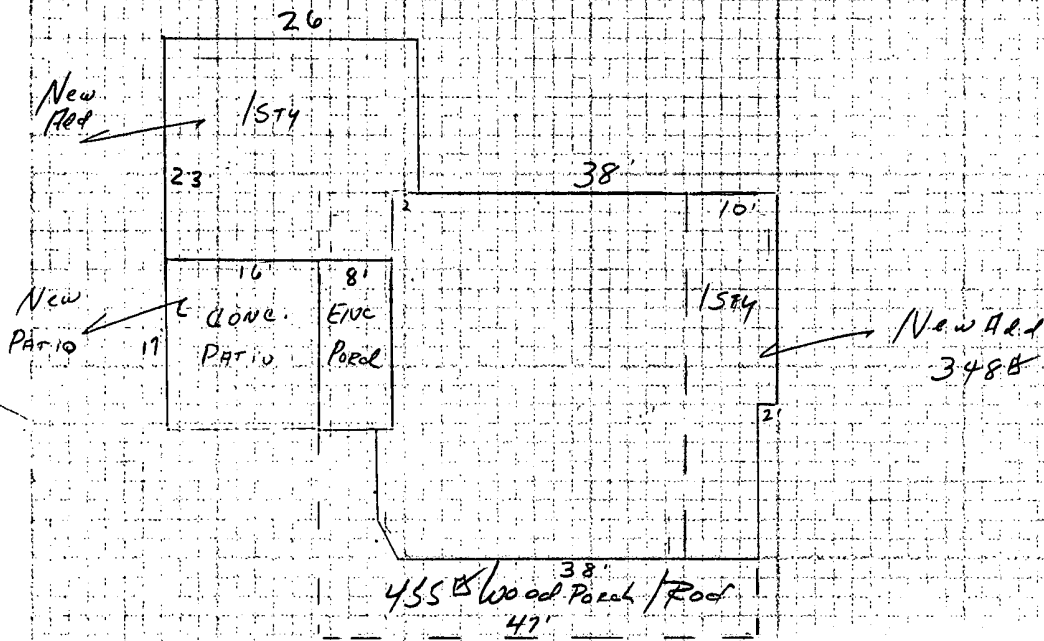 26
New
Add
1 STY
23
38'
2
10'
16'
8'
New
PATIO
17
CONC.
PATIO
ENC
Porch
1 STY
New Add
348
2'
38'
455 Wood Porch / Roof
47'